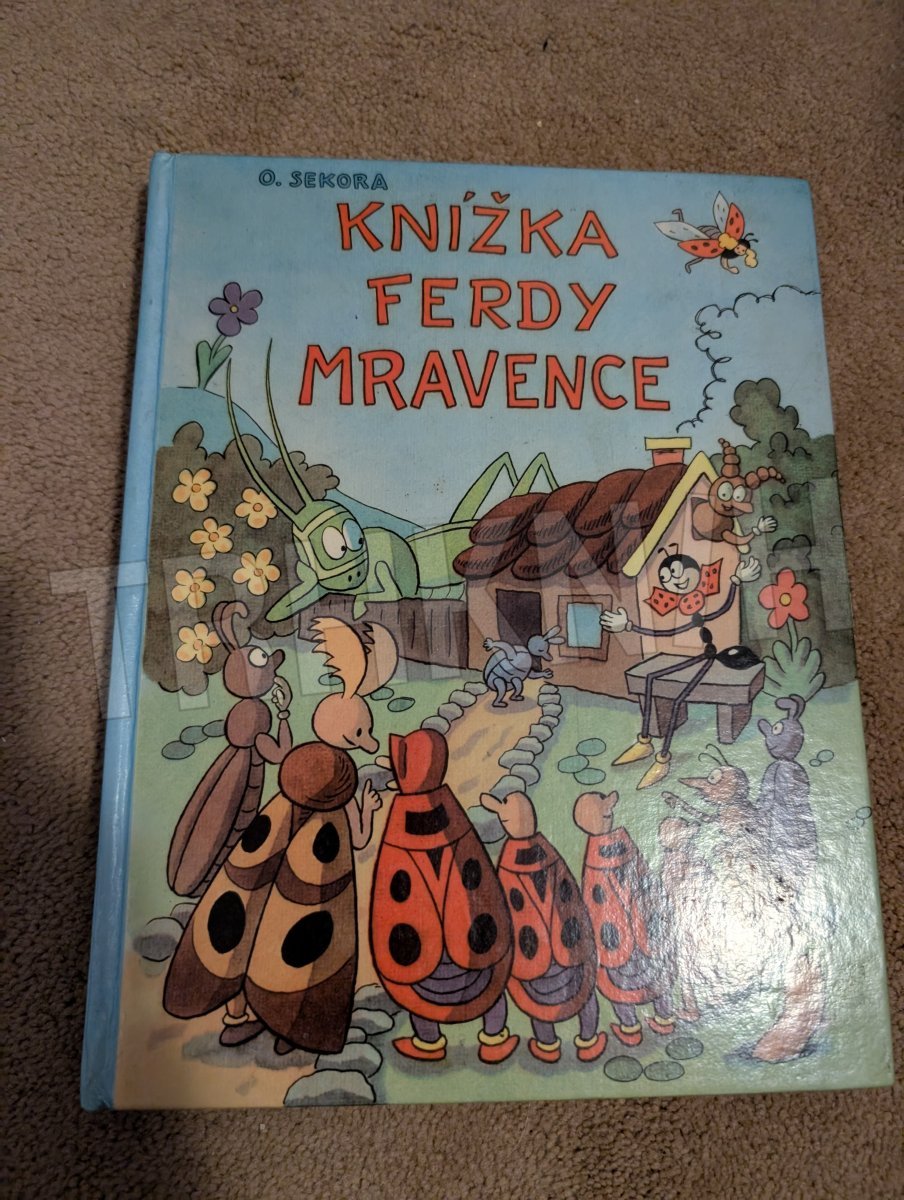 O. SEKORA
KNÍŽKA
FERDY
MRAVENCE